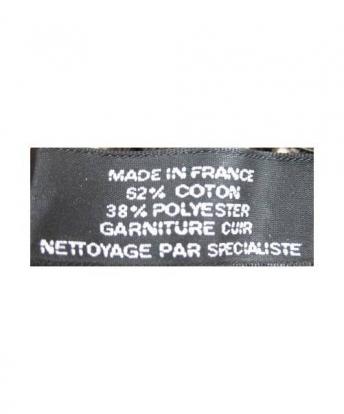 MADE IN FRANCE
62% COTON
38% POLYESTER
GARNITURE CUIR
NETTOYAGE PAR SPECIALISTE